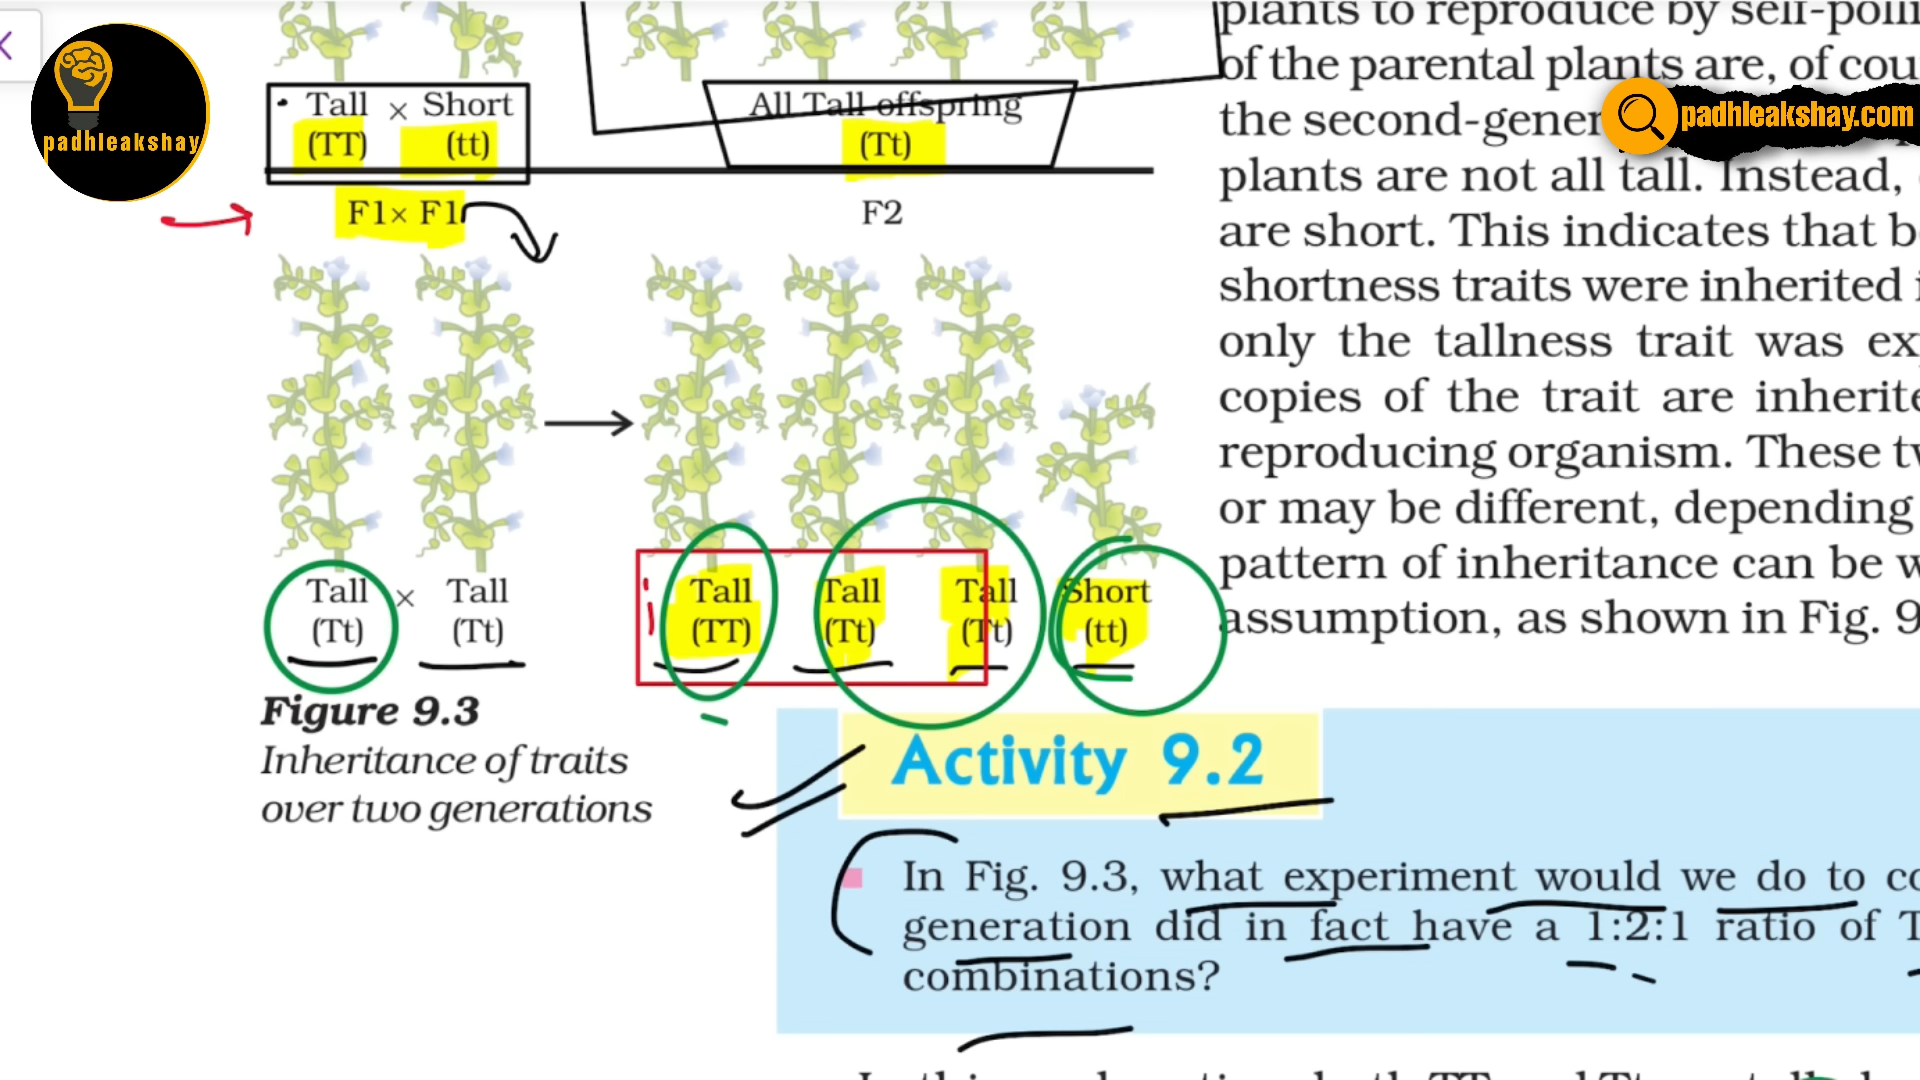 padhleakshay
Tall × Short
(TT) (tt)
All Tall offspring
(Tt)
F1× F1
F2
Tall × Tall
(Tt) (Tt)
Tall Tall Tall Short
(TT) (Tt) (Tt) (tt)
Figure 9.3
Inheritance of traits
over two generations
plants to reproduce by self-polli
of the parental plants are, of cou
padhleakshay.com
the second-gener
plants are not all tall. Instead,
are short. This indicates that b
shortness traits were inherited i
only the tallness trait was ex
copies of the trait are inherite
reproducing organism. These tw
or may be different, depending
pattern of inheritance can be w
assumption, as shown in Fig. 9
Activity 9.2
In Fig. 9.3, what experiment would we do to co
generation did in fact have a 1:2:1 ratio of T
combinations?